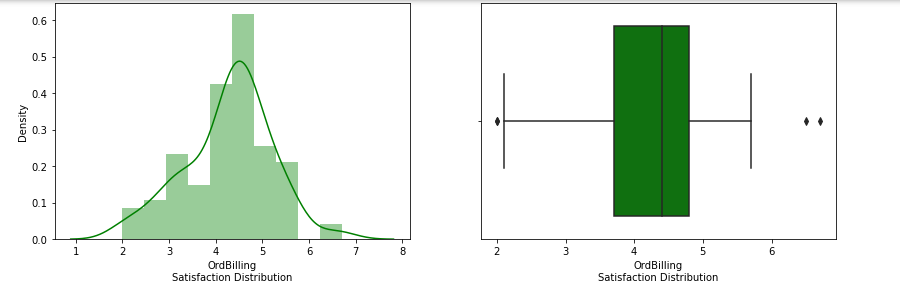 0.6
0.5
0.4
0.3
0.2
0.1
0.0
Density
1 2 3 4 5 6 7 8
OrdBilling
Satisfaction Distribution
2 3 4 5 6
OrdBilling
Satisfaction Distribution